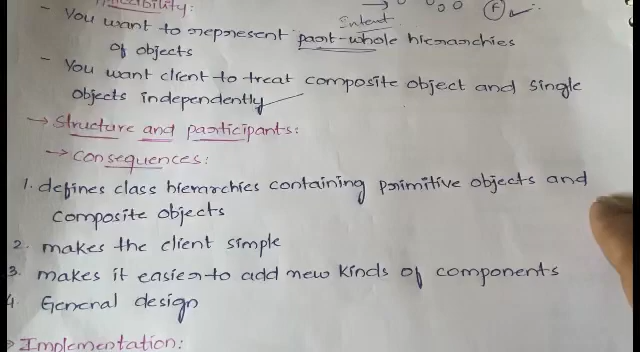 Applicability:
Intent
- You want to represent part-whole hierarchies
of objects
- You want client to treat composite object and single
objects independently
→ Structure and participants:
→ Consequences:
1. defines class hierarchies containing primitive objects and
composite objects
2. makes the client simple
3. makes it easier to add new kinds of components
4. General design
Implementation: